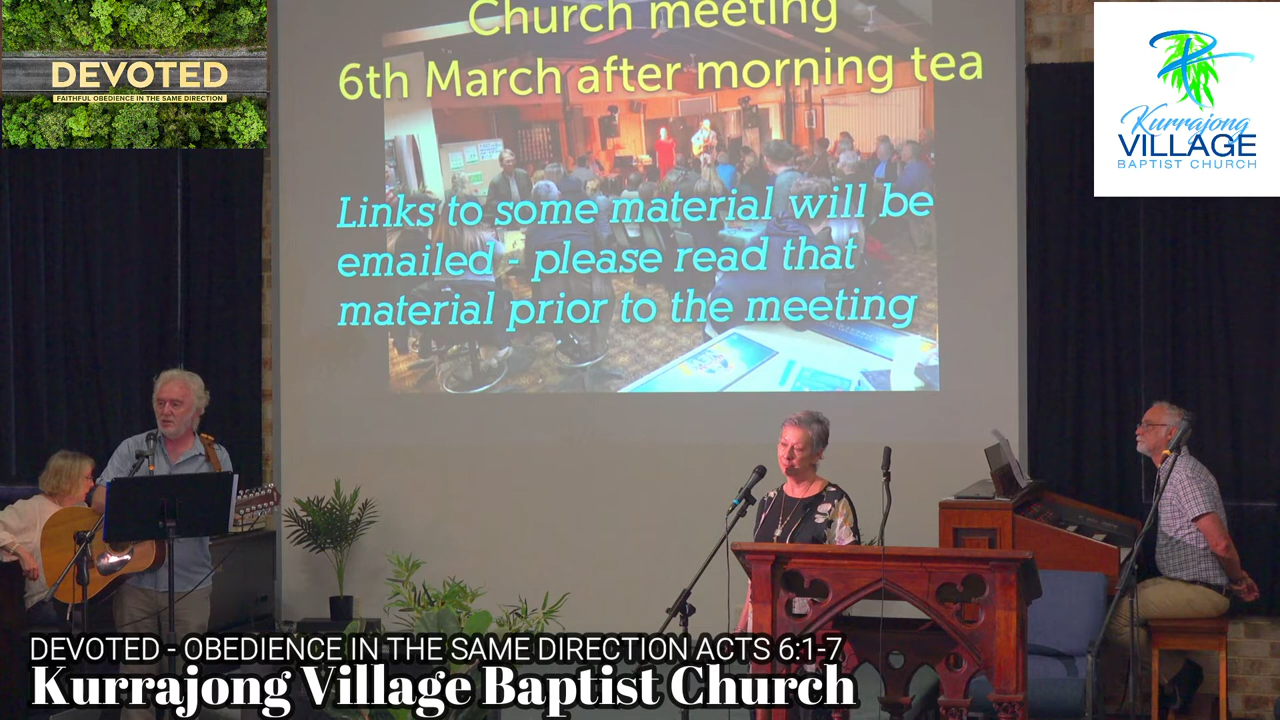 Church meeting
6th March after morning tea
DEVOTED
FAITHFUL OBEDIENCE IN THE SAME DIRECTION
Kurrajong
VILLAGE
BAPTIST CHURCH
Links to some material will be
emailed - please read that
material prior to the meeting
DEVOTED - OBEDIENCE IN THE SAME DIRECTION ACTS 6:1-7
Kurrajong Village Baptist Church